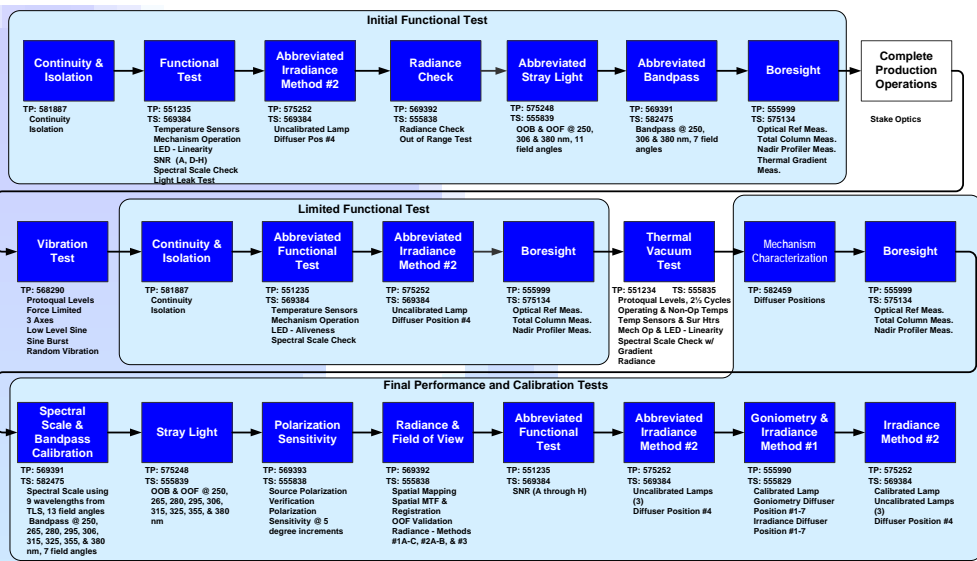 Initial Functional Test
Continuity &
Isolation
TP: 581887
Continuity
Isolation
Functional
Test
TP: 551235
TS: 569384
Temperature Sensors
Mechanism Operation
LED - Linearity
SNR (A, D-H)
Spectral Scale Check
Light Leak Test
Abbreviated
Irradiance
Method #2
TP: 575252
TS: 569384
Uncalibrated Lamp
Diffuser Pos #4
Radiance
Check
TP: 569392
TS: 555838
Radiance Check
Out of Range Test
Abbreviated
Stray Light
TP: 575248
TS: 555839
OOB & OOF @ 250,
306 & 380 nm, 11
field angles
Abbreviated
Bandpass
TP: 569391
TS: 582475
Bandpass @ 250,
306 & 380 nm, 7 field
angles
Boresight
TP: 555999
TS: 575134
Optical Ref Meas.
Total Column Meas.
Nadir Profiler Meas.
Thermal Gradient
Meas.
Complete
Production
Operations
Stake Optics
Vibration
Test
TP: 568290
Protoqual Levels
Force Limited
3 Axes
Low Level Sine
Sine Burst
Random Vibration
Limited Functional Test
Continuity &
Isolation
TP: 581887
Continuity
Isolation
Abbreviated
Functional
Test
TP: 551235
TS: 569384
Temperature Sensors
Mechanism Operation
LED - Aliveness
Spectral Scale Check
Abbreviated
Irradiance
Method #2
TP: 575252
TS: 569384
Uncalibrated Lamp
Diffuser Position #4
Boresight
TP: 555999
TS: 575134
Optical Ref Meas.
Total Column Meas.
Nadir Profiler Meas.
Thermal
Vacuum
Test
TP: 551234 TS: 555835
Protoqual Levels, 2½ Cycles
Operating & Non-Op Temps
Temp Sensors & Sur Htrs
Mech Op & LED - Linearity
Spectral Scale Check w/
Gradient
Radiance
Mechanism
Characterization
TP: 582459
Diffuser Positions
Boresight
TP: 555999
TS: 575134
Optical Ref Meas.
Total Column Meas.
Nadir Profiler Meas.
Final Performance and Calibration Tests
Spectral
Scale &
Bandpass
Calibration
TP: 569391
TS: 582475
Spectral Scale using
9 wavelengths from
TLS, 13 field angles
Bandpass @ 250,
265, 280, 295, 306,
315, 325, 355, & 380
nm, 7 field angles
Stray Light
TP: 575248
TS: 555839
OOB & OOF @ 250,
265, 280, 295, 306,
315, 325, 355, & 380
nm
Polarization
Sensitivity
TP: 569393
TS: 555838
Source Polarization
Verification
Polarization
Sensitivity @ 5
degree increments
Radiance &
Field of View
TP: 569392
TS: 555838
Spatial Mapping
Spatial MTF &
Registration
OOF Validation
Radiance - Methods
#1A-C, #2A-B, & #3
Abbreviated
Functional
Test
TP: 551235
TS: 569384
SNR (A through H)
Abbreviated
Irradiance
Method #2
TP: 575252
TS: 569384
Uncalibrated Lamps
(3)
Diffuser Position #4
Goniometry &
Irradiance
Method #1
TP: 555990
TS: 555829
Calibrated Lamp
Goniometry Diffuser
Position #1-7
Irradiance Diffuser
Position #1-7
Irradiance
Method #2
TP: 575252
TS: 569384
Calibrated Lamp
Uncalibrated Lamps
(3)
Diffuser Position #4